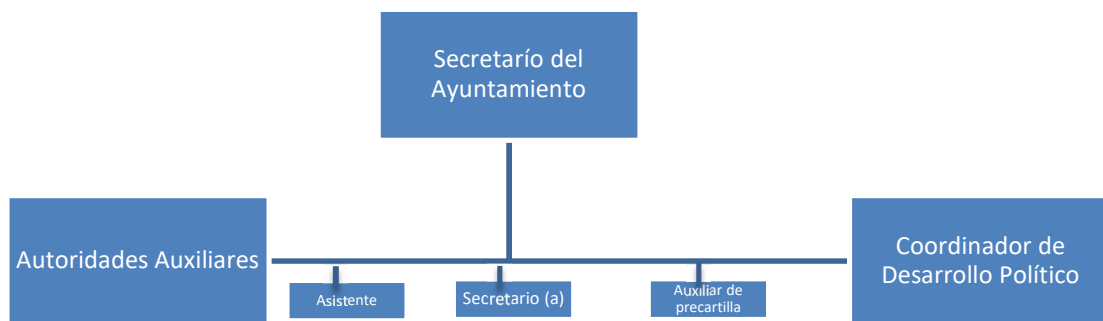 Secretarío del
Ayuntamiento
Autoridades Auxiliares
Coordinador de
Desarrollo Político
Asistente
Secretario (a)
Auxiliar de
precartilla